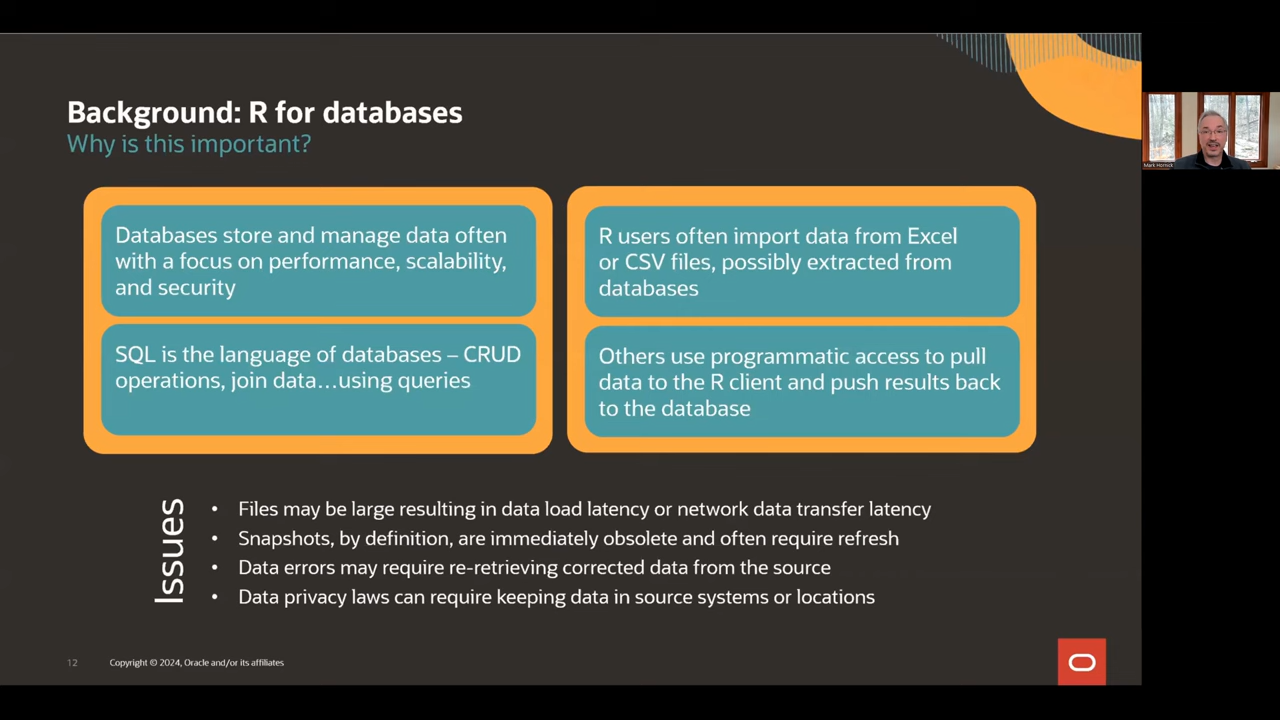 Background: R for databases
Why is this important?
Databases store and manage data often
with a focus on performance, scalability,
and security
SQL is the language of databases – CRUD
operations, join data…using queries
R users often import data from Excel
or CSV files, possibly extracted from
databases
Others use programmatic access to pull
data to the R client and push results back
to the database
Issues
• Files may be large resulting in data load latency or network data transfer latency
• Snapshots, by definition, are immediately obsolete and often require refresh
• Data errors may require re-retrieving corrected data from the source
• Data privacy laws can require keeping data in source systems or locations
12
Copyright © 2024, Oracle and/or its affiliates
Mark Hornick